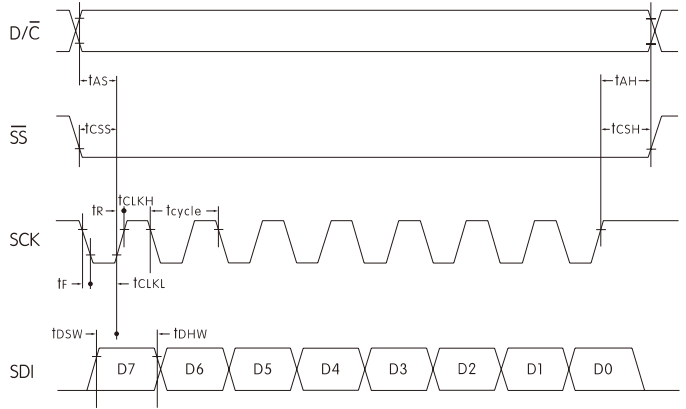 D/C̅
tAS
tAH
S̅S̅
tCSS
tCSH
tCLKH
tR
tcycle
SCK
tF
tCLKL
tDSW
tDHW
SDI
D7
D6
D5
D4
D3
D2
D1
D0